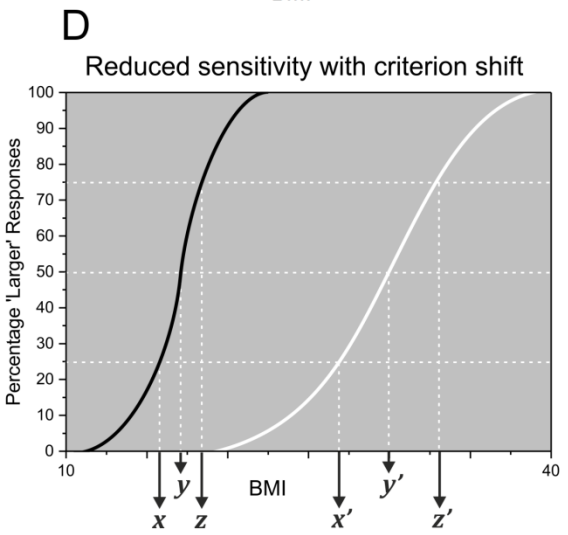 D
Reduced sensitivity with criterion shift
Percentage 'Larger' Responses
100
90
80
70
60
50
40
30
20
10
0
10
40
BMI
y
y’
x
z
x’
z’